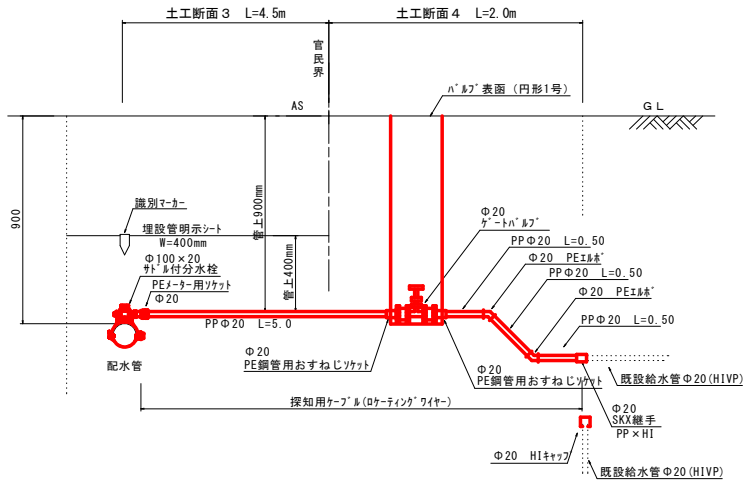 土工断面3 L=4.5m
土工断面4 L=2.0m
官民界
バルブ表函 (円形1号)
AS
GL
900
管上900mm
識別マーカー
埋設管明示シート
W=400mm
管上400mm
Φ100×20
サドル付分水栓
PEメーター用ソケット
Φ20
Φ20
ゲートバルブ
PPΦ20 L=0.50
Φ20 PEエルボ
PPΦ20 L=0.50
Φ20 PEエルボ
PPΦ20 L=0.50
PPΦ20 L=5.0
配水管
Φ20
PE鋼管用おすねじソケット
Φ20
PE鋼管用おすねじソケット
既設給水管Φ20(HIVP)
探知用ケーブル(ロケーティングワイヤー)
Φ20
SKX継手
PP×HI
Φ20 HIキャップ
既設給水管Φ20(HIVP)